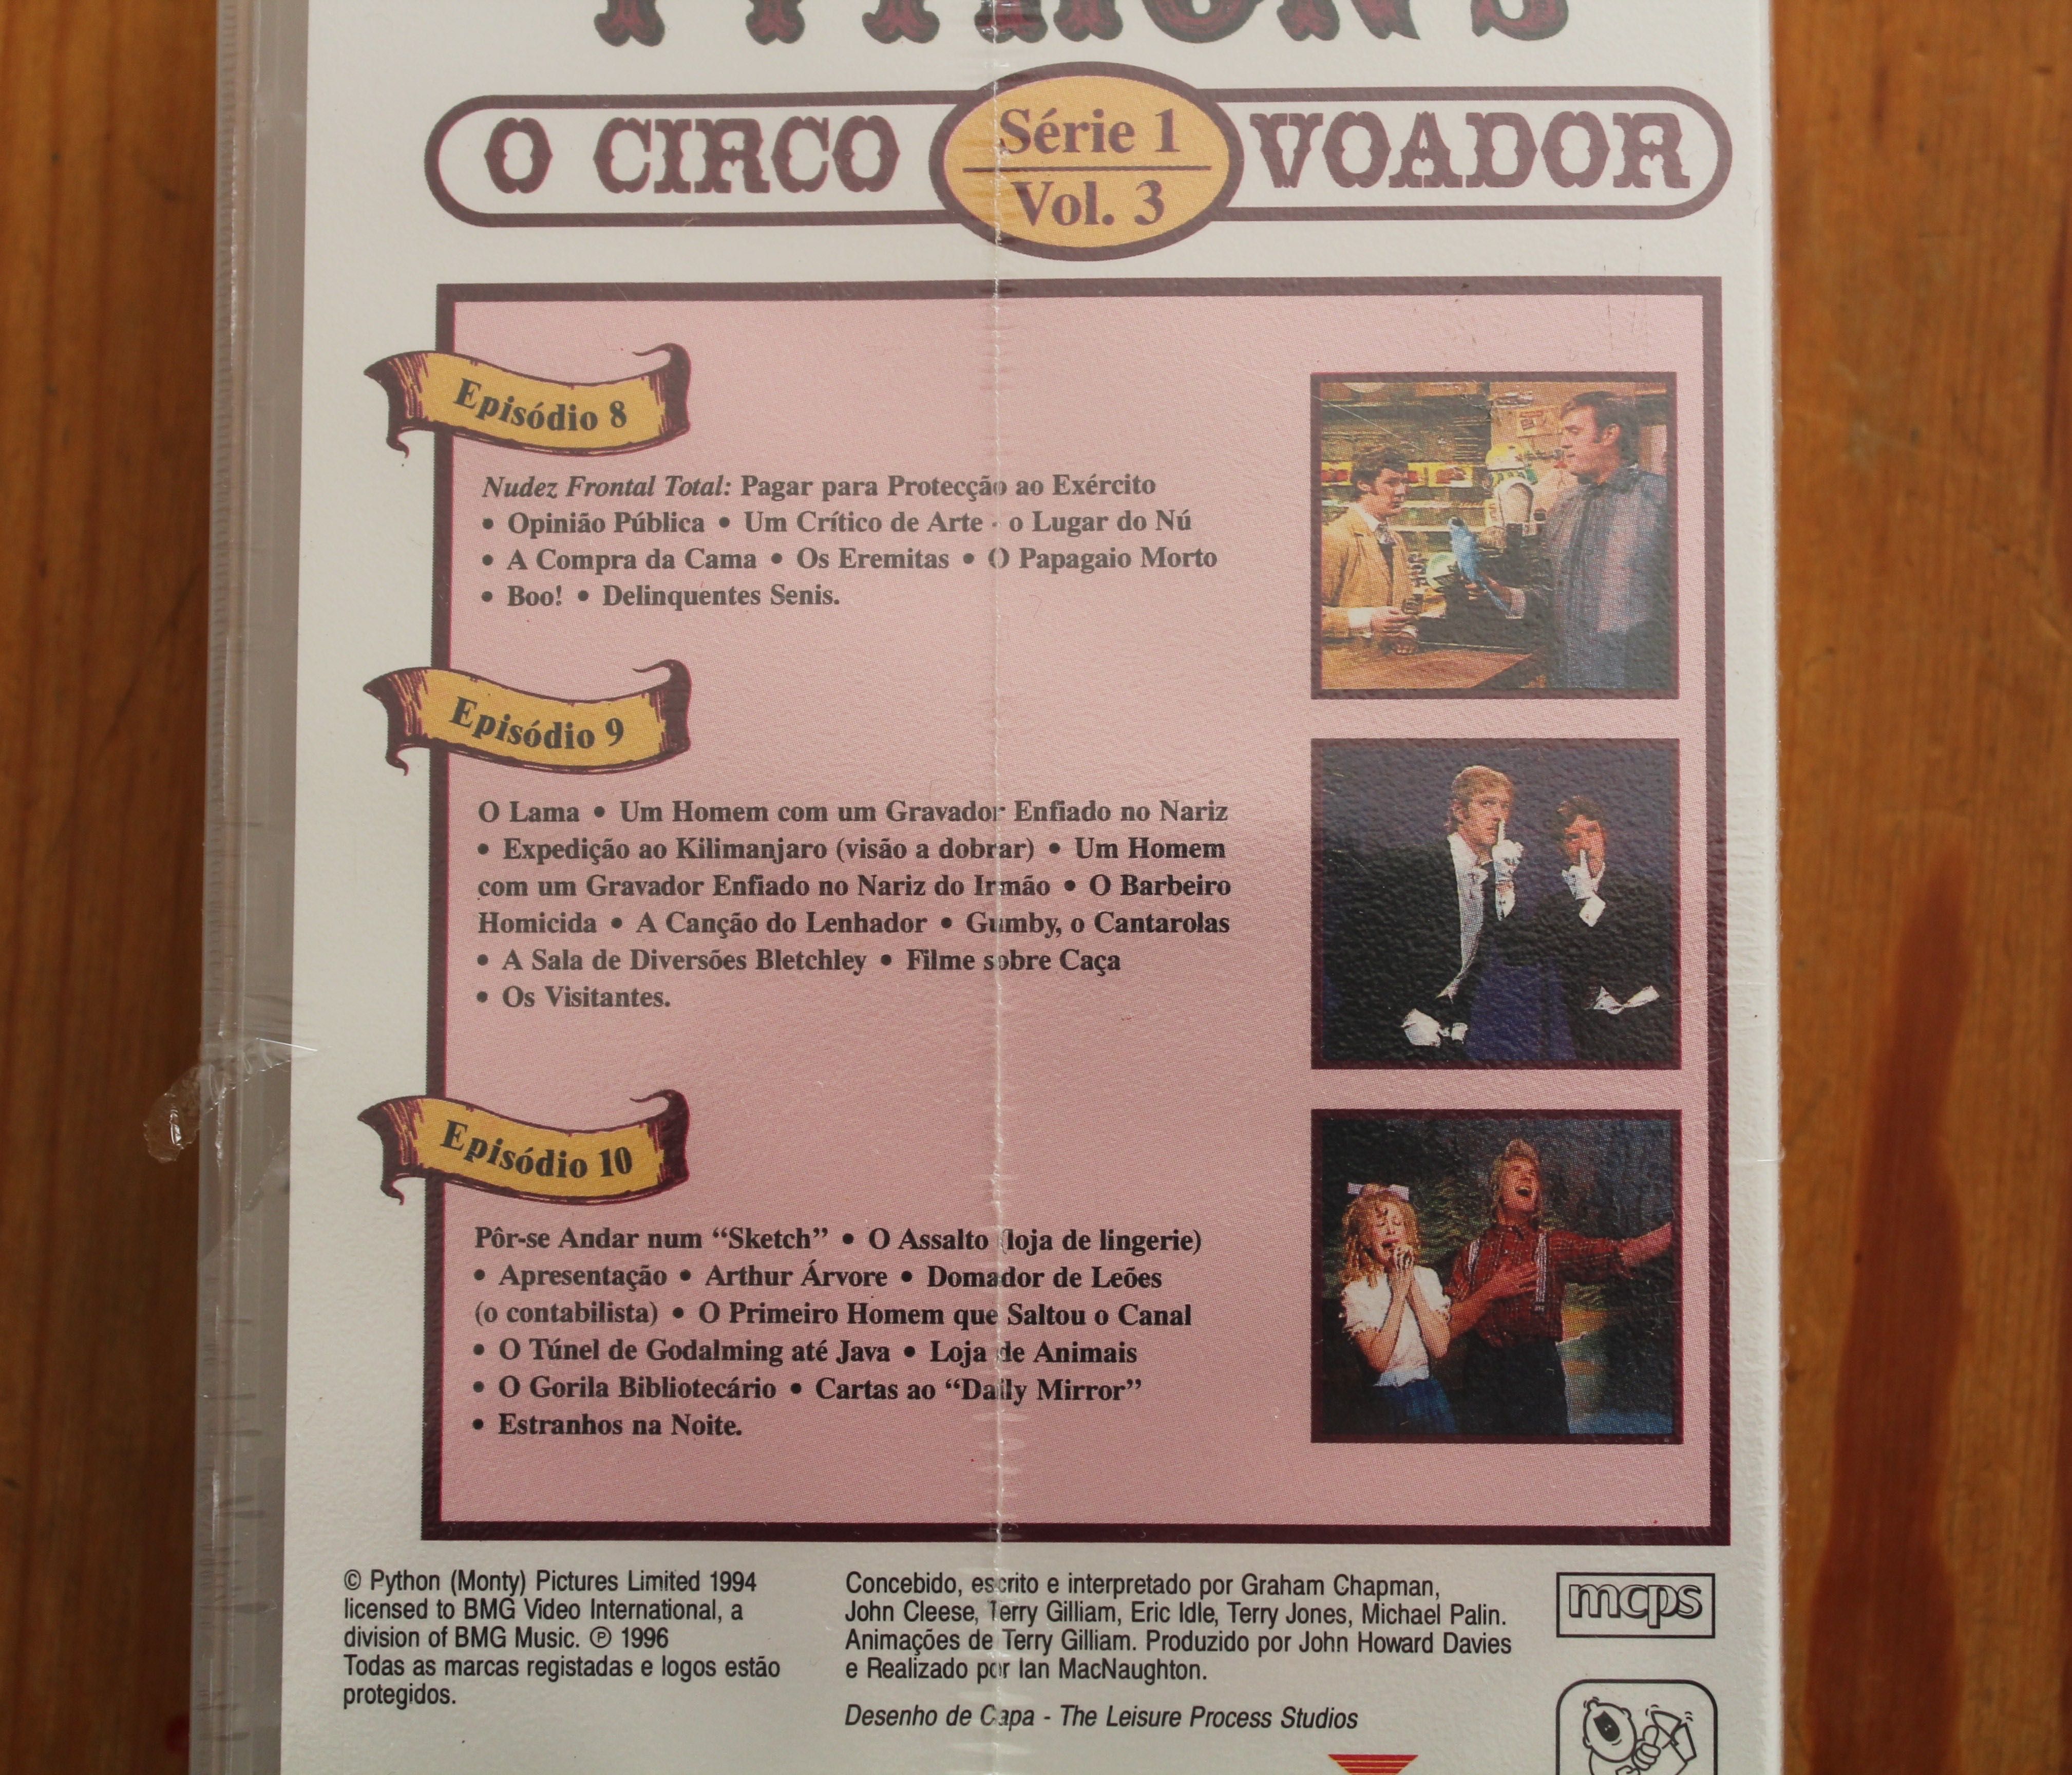 PYTHON'S
O CIRCO Série 1 VOADOR
Vol. 3
Episódio 8
Nudez Frontal Total: Pagar para Protecção ao Exército
• Opinião Pública • Um Crítico de Arte - o Lugar do Nú
• A Compra da Cama • Os Eremitas • O Papagaio Morto
• Boo! • Delinquentes Senis.
Episódio 9
O Lama • Um Homem com um Gravador Enfiado no Nariz
• Expedição ao Kilimanjaro (visão a dobrar) • Um Homem
com um Gravador Enfiado no Nariz do Irmão • O Barbeiro
Homicida • A Canção do Lenhador • Gumby, o Cantarolas
• A Sala de Diversões Bletchley • Filme sobre Caça
• Os Visitantes.
Episódio 10
Pôr-se Andar num “Sketch” • O Assalto (loja de lingerie)
• Apresentação • Arthur Árvore • Domador de Leões
(o contabilista) • O Primeiro Homem que Saltou o Canal
• O Túnel de Godalming até Java • Loja de Animais
• O Gorila Bibliotecário • Cartas ao “Daily Mirror”
• Estranhos na Noite.
© Python (Monty) Pictures Limited 1994
licensed to BMG Video International, a
division of BMG Music. ℗ 1996
Todas as marcas registadas e logos estão
protegidos.
Concebido, escrito e interpretado por Graham Chapman,
John Cleese, Terry Gilliam, Eric Idle, Terry Jones, Michael Palin.
Animações de Terry Gilliam. Produzido por John Howard Davies
e Realizado por Ian MacNaughton.
Desenho de Capa - The Leisure Process Studios
mcps